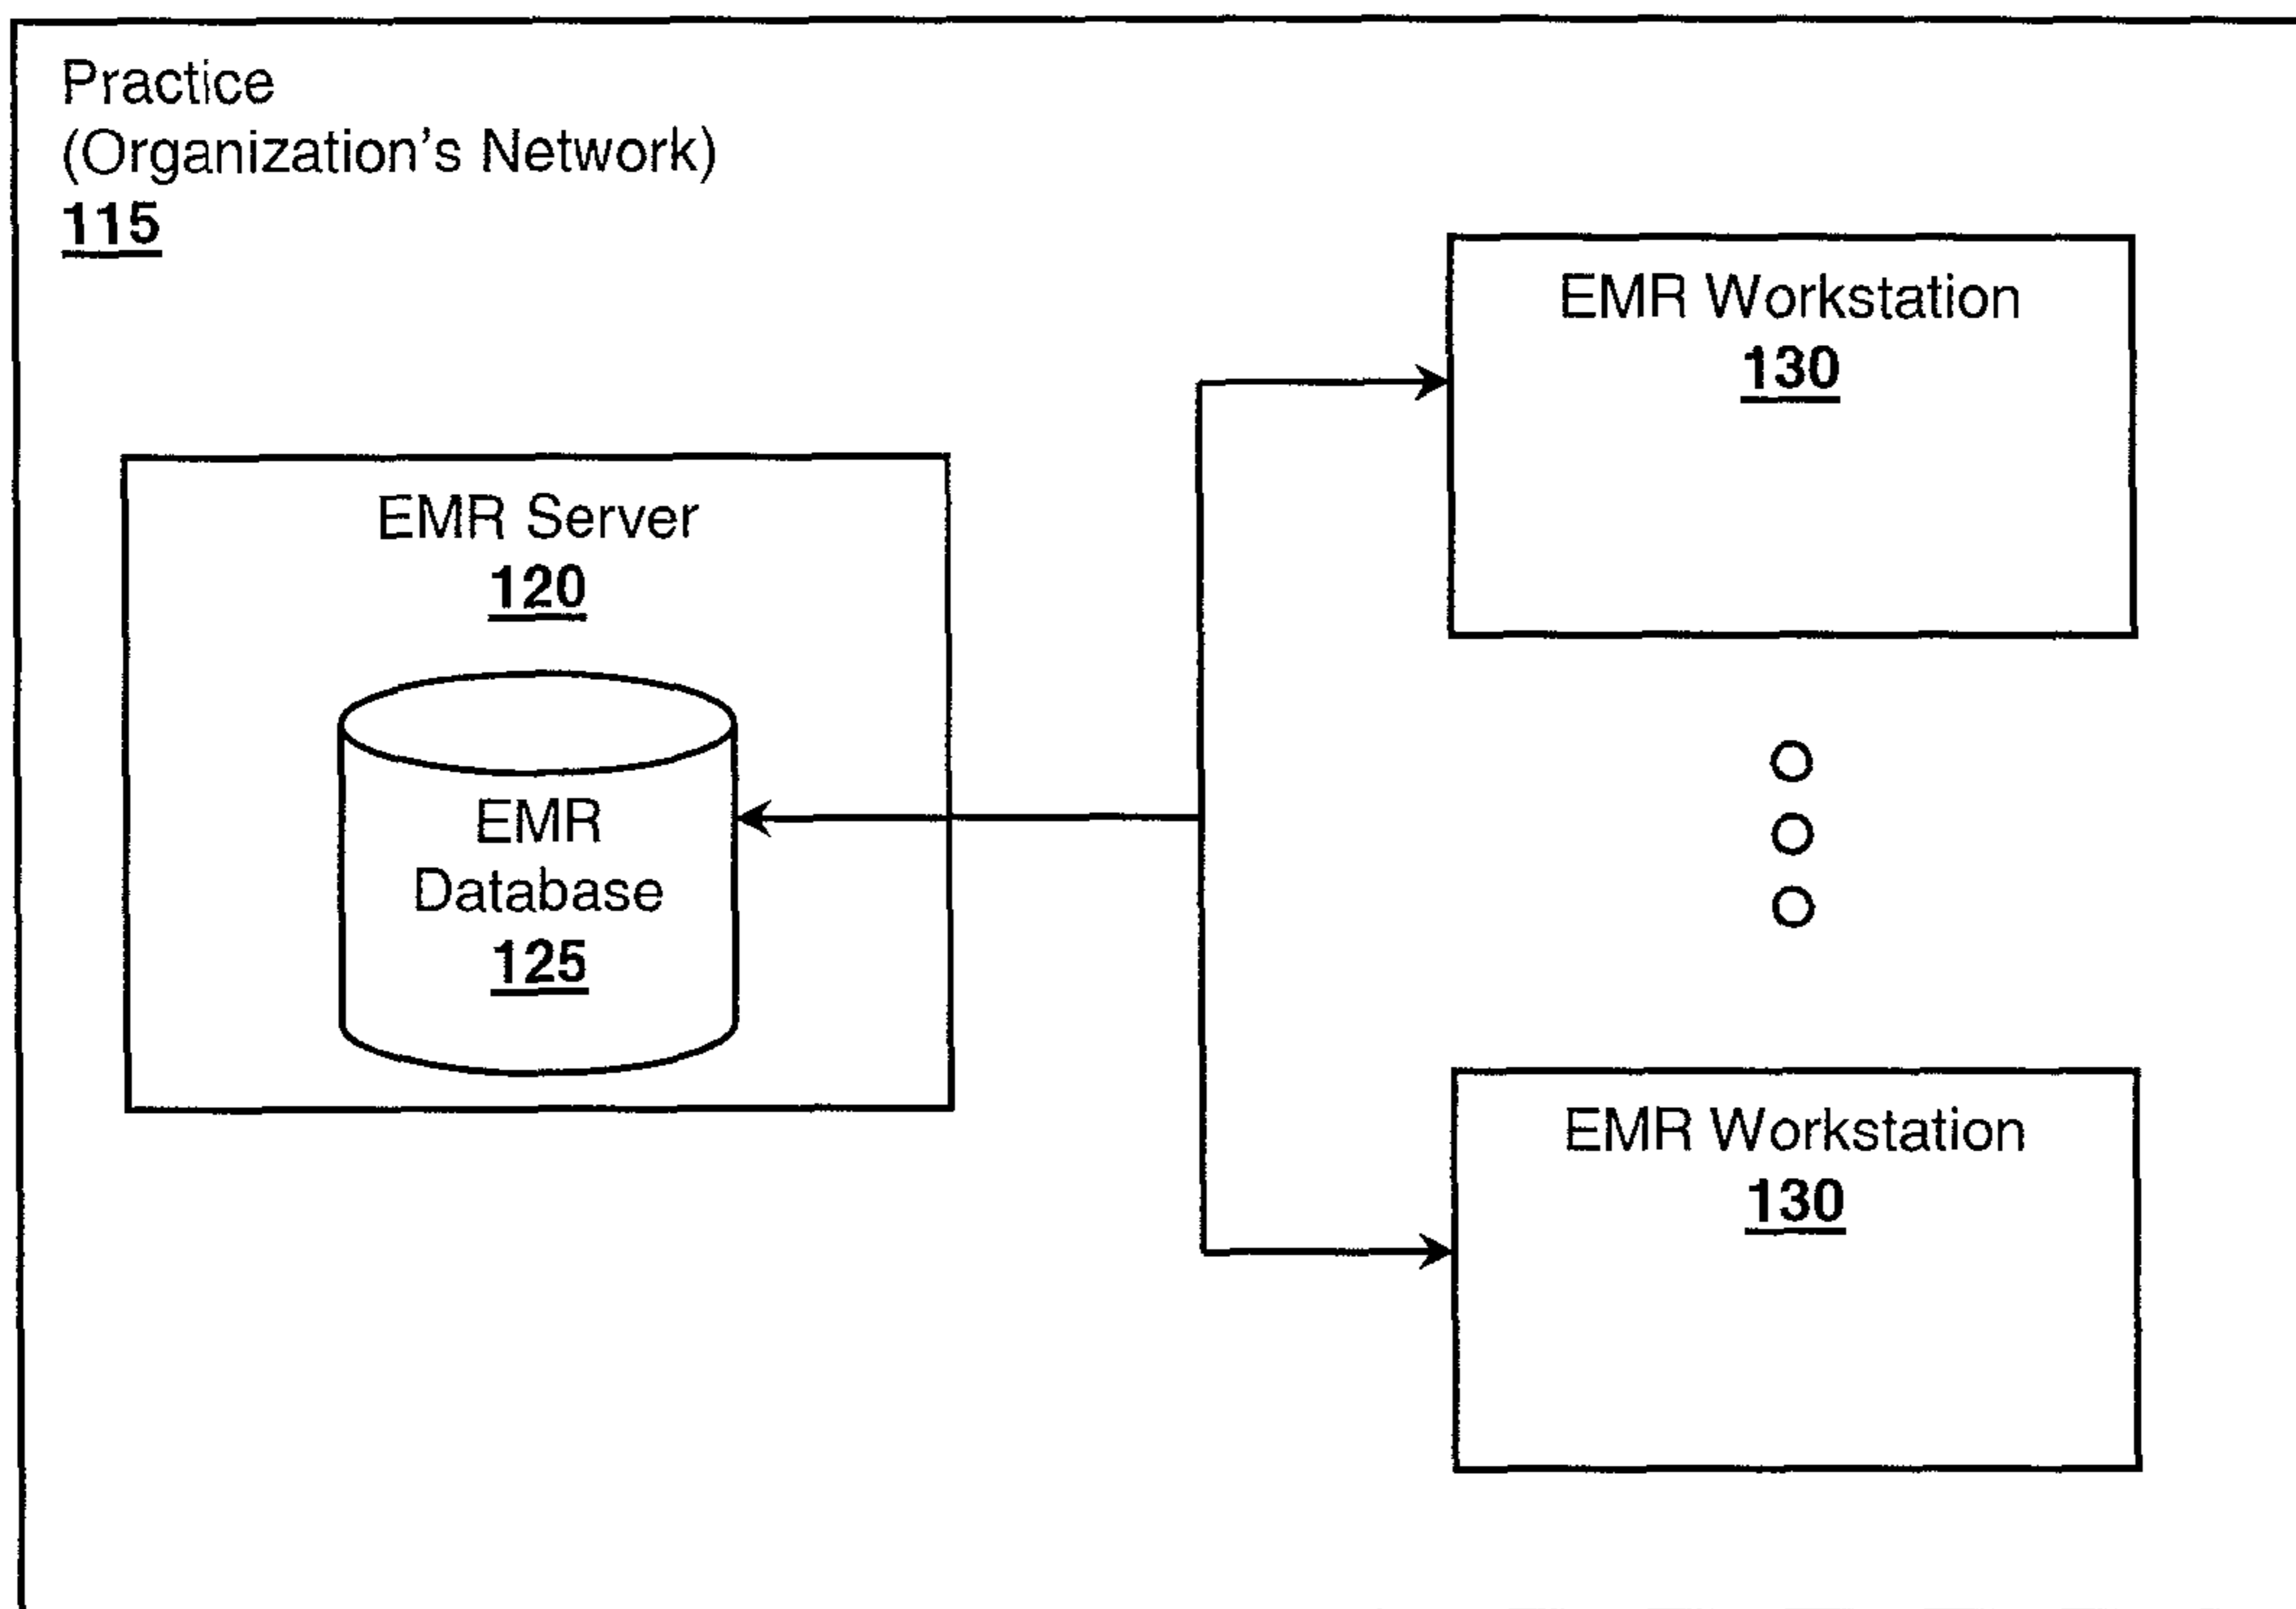 Practice
(Organization's Network)
115
EMR Workstation
130
EMR Server
120
EMR
Database
125
EMR Workstation
130